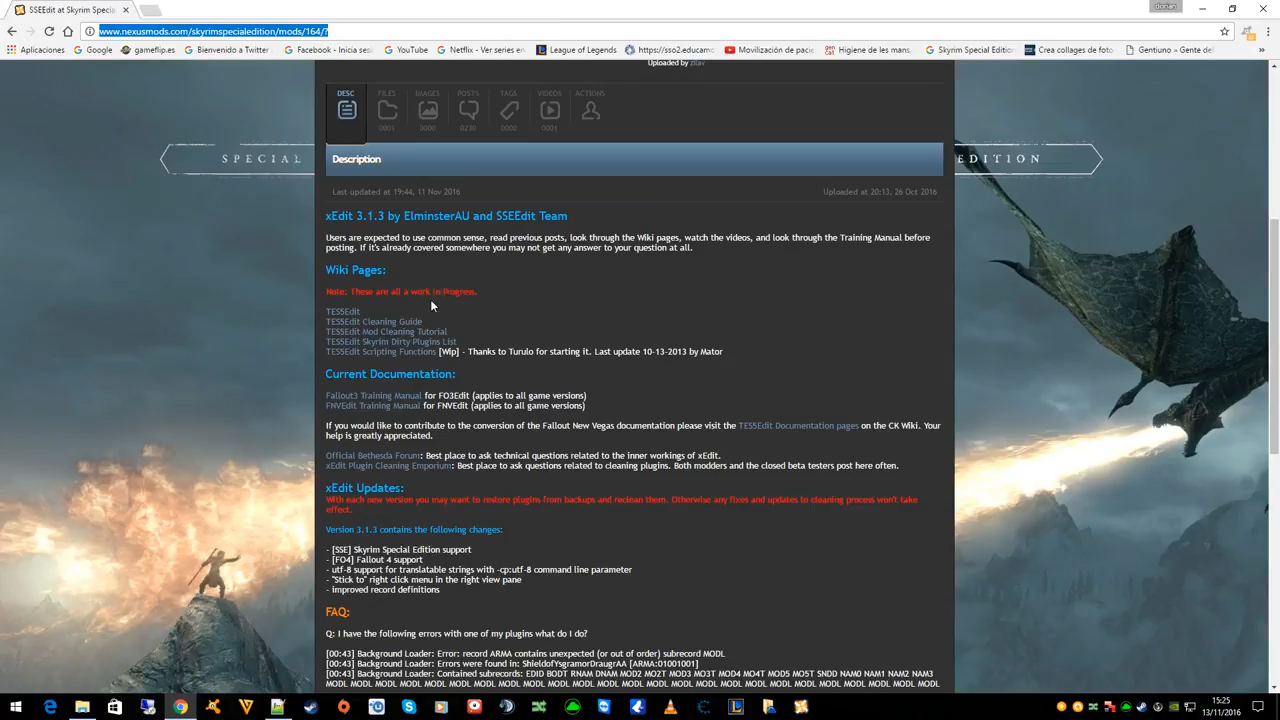 SSEEdit at Skyrim Specia
dorian
www.nexusmods.com/skyrimspecialedition/mods/164/?
Aplicaciones Google gameflip.es Bienvenido a Twitter Facebook - Inicia sesi YouTube Netflix - Ver series en League of Legends https://sso2.educamo Movilización de pacie Higiene de les mans, Skyrim Special Edition Crea collages de foto Gentiuno » Gente del
Uploaded by zilav
DESC FILES IMAGES POSTS TAGS VIDEOS ACTIONS
0001 0000 0230 0000 0001
SPECIAL EDITION
Description
Last updated at 19:44, 11 Nov 2016 Uploaded at 20:13, 26 Oct 2016
xEdit 3.1.3 by ElminsterAU and SSEEdit Team
Users are expected to use common sense, read previous posts, look through the Wiki pages, watch the videos, and look through the Training Manual before
posting. If it's already covered somewhere you may not get any answer to your question at all.
Wiki Pages:
Note: These are all a work in Progress.
TES5Edit
TES5Edit Cleaning Guide
TES5Edit Mod Cleaning Tutorial
TES5Edit Skyrim Dirty Plugins List
TES5Edit Scripting Functions [Wip] - Thanks to Turulo for starting it. Last update 10-13-2013 by Mator
Current Documentation:
Fallout3 Training Manual for FO3Edit (applies to all game versions)
FNVEdit Training Manual for FNVEdit (applies to all game versions)
If you would like to contribute to the conversion of the Fallout New Vegas documentation please visit the TES5Edit Documentation pages on the CK Wiki. Your
help is greatly appreciated.
Official Bethesda Forum: Best place to ask technical questions related to the inner workings of xEdit.
xEdit Plugin Cleaning Emporium: Best place to ask questions related to cleaning plugins. Both modders and the closed beta testers post here often.
xEdit Updates:
With each new version you may want to restore plugins from backups and reclean them. Otherwise any fixes and updates to cleaning process won't take
effect.
Version 3.1.3 contains the following changes:
- [SSE] Skyrim Special Edition support
- [FO4] Fallout 4 support
- utf-8 support for translatable strings with -cp:utf-8 command line parameter
- "Stick to" right click menu in the right view pane
- improved record definitions
FAQ:
Q: I have the following errors with one of my plugins what do I do?
[00:43] Background Loader: Error: record ARMA contains unexpected (or out of order) subrecord MODL
[00:43] Background Loader: Errors were found in: ShieldofYsgramorDraugrAA [ARMA:01001001]
[00:43] Background Loader: Contained subrecords: EDID BODT RNAM DNAM MOD2 MO2T MOD3 MO3T MOD4 MO4T MOD5 MO5T SNDD NAM0 NAM1 NAM2 NAM3
MODL MODL MODL MODL MODL MODL MODL MODL MODL MODL MODL MODL MODL MODL MODL MODL MODL MODL MODL MODL MODL MODL
15:25
13/11/2016